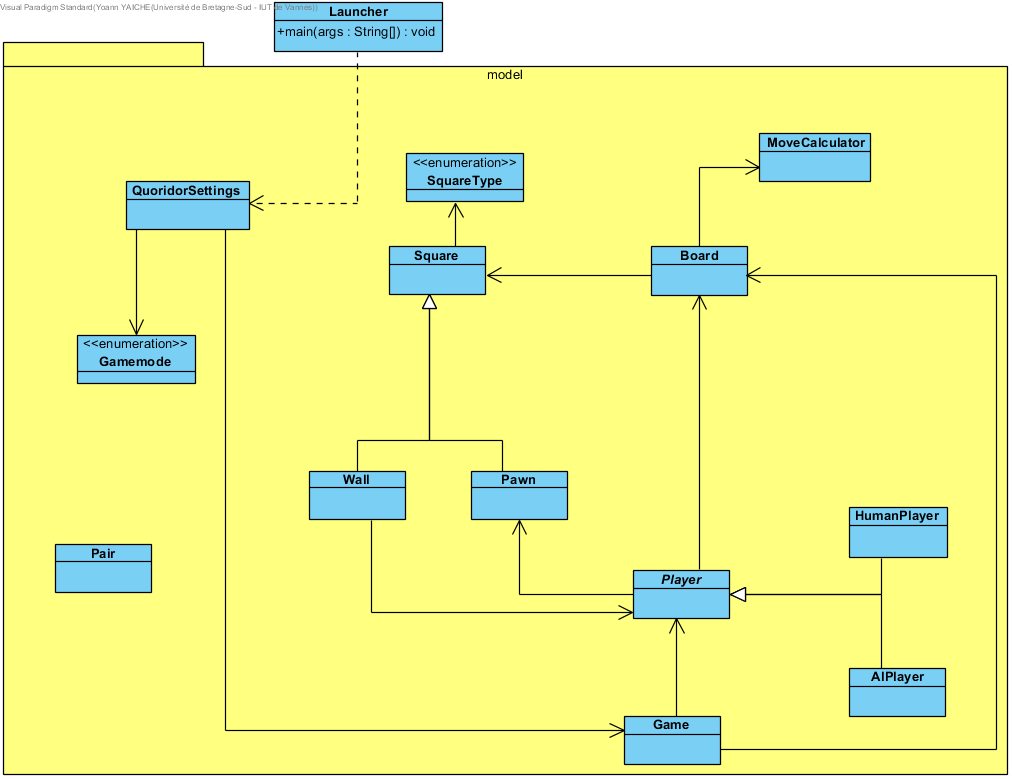 Visual Paradigm Standard(Yoann YAICHE(Université de Bretagne-Sud - IUT de Vannes))
Launcher
+main(args : String[]) : void
model
MoveCalculator
<<enumeration>>
SquareType
QuoridorSettings
Square
Board
<<enumeration>>
Gamemode
Wall
Pawn
HumanPlayer
Pair
Player
AIPlayer
Game